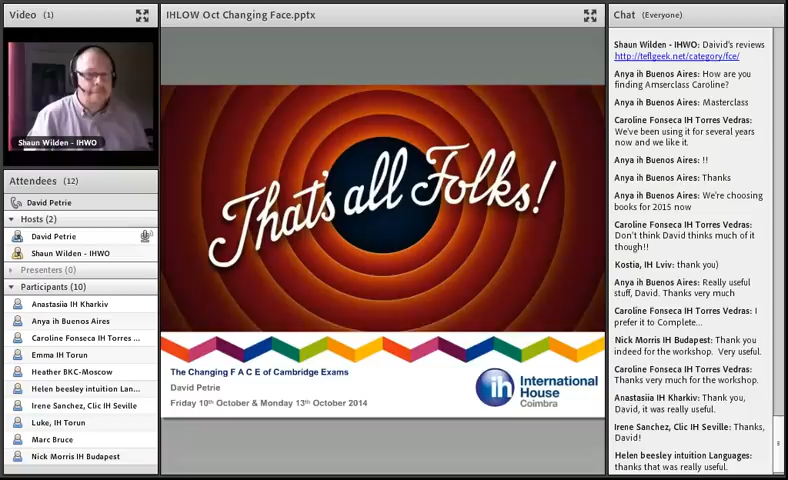 Video (1)
Shaun Wilden - IHWO
Attendees (12)
David Petrie
Hosts (2)
David Petrie
Shaun Wilden - IHWO
Presenters (0)
Participants (10)
Anastasiia IH Kharkiv
Anya ih Buenos Aires
Caroline Fonseca IH Torres ...
Emma IH Torun
Heather BKC-Moscow
Helen beesley intuition Lan...
Irene Sanchez, Clic IH Seville
Luke, IH Torun
Marc Bruce
Nick Morris IH Budapest
IHLOW Oct Changing Face.pptx
That's all Folks!
The Changing F A C E of Cambridge Exams
David Petrie
Friday 10th October & Monday 13th October 2014
ih
International
House
Coimbra
Chat (Everyone)
Shaun Wilden - IHWO: Daivid's reviews
http://teflgeek.net/category/fce/
Anya ih Buenos Aires: How are you
finding Amserclass Caroline?
Anya ih Buenos Aires: Masterclass
Caroline Fonseca IH Torres Vedras:
We've been using it for several years
now and we like it.
Anya ih Buenos Aires: !!
Anya ih Buenos Aires: Thanks
Anya ih Buenos Aires: We're choosing
books for 2015 now
Caroline Fonseca IH Torres Vedras:
Don't think David thinks much of it
though!!
Kostia, IH Lviv: thank you)
Anya ih Buenos Aires: Really useful
stuff, David. Thanks very much
Caroline Fonseca IH Torres Vedras: I
prefer it to Complete...
Nick Morris IH Budapest: Thank you
indeed for the workshop. Very useful.
Caroline Fonseca IH Torres Vedras:
Thanks very much for the workshop.
Anastasiia IH Kharkiv: Thank you,
David, it was really useful.
Irene Sanchez, Clic IH Seville: Thanks,
David!
Helen beesley intuition Languages:
thanks that was really useful.